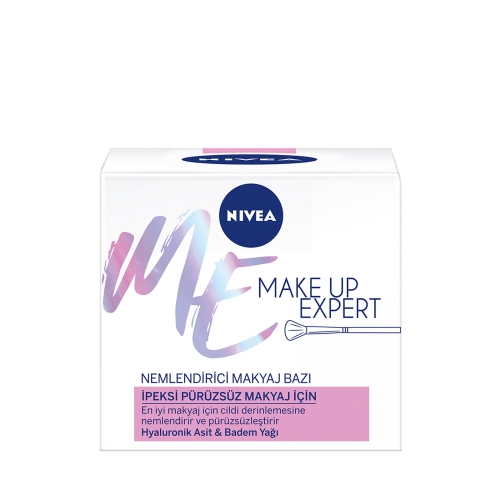 NIVEA
NIVEA
ME
MAKE UP
EXPERT
NEMLENDİRİCİ MAKYAJ BAZI
İPEKSİ PÜRÜZSÜZ MAKYAJ İÇİN
En iyi makyaj için cildi derinlemesine
nemlendirir ve pürüzsüzleştirir
Hyaluronik Asit & Badem Yağı